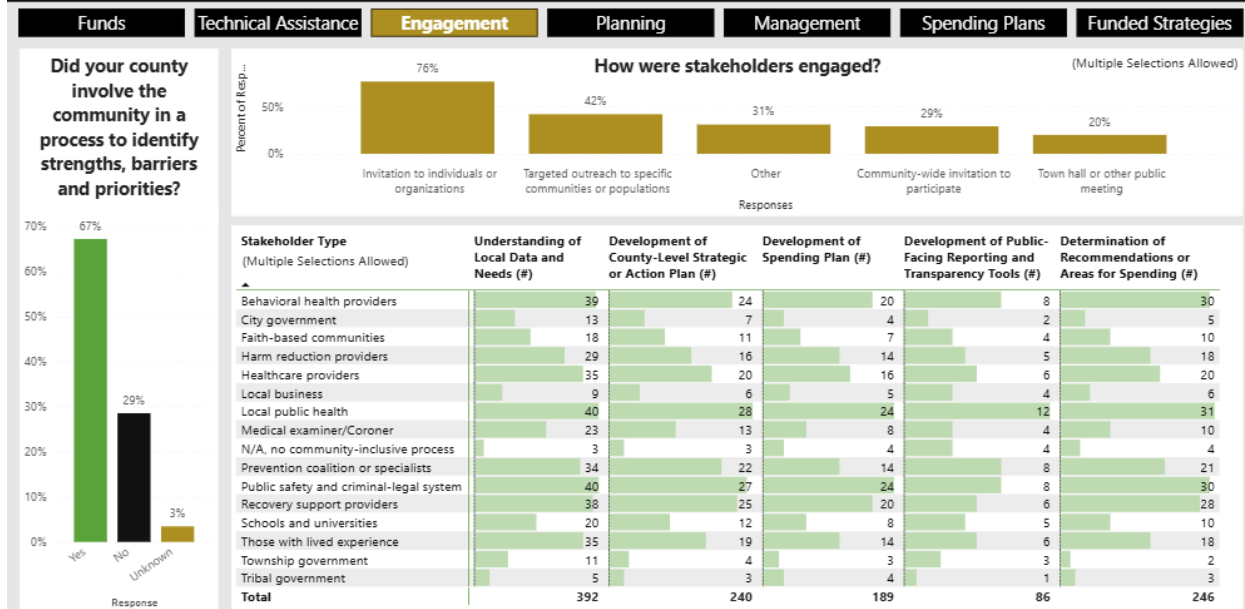 Funds
Technical Assistance
Engagement
Planning
Management
Spending Plans
Funded Strategies
Did your county
involve the
community in a
process to identify
strengths, barriers
and priorities?
70%
60%
50%
40%
30%
20%
10%
0%
67%
29%
3%
Yes
No
Unknown
Response
How were stakeholders engaged?
(Multiple Selections Allowed)
Percent of Resp...
50%
0%
76%
42%
31%
29%
20%
Invitation to individuals or
organizations
Targeted outreach to specific
communities or populations
Other
Community-wide invitation to
participate
Town hall or other public
meeting
Responses
Stakeholder Type
(Multiple Selections Allowed)
Understanding of
Local Data and
Needs (#)
Development of
County-Level Strategic
or Action Plan (#)
Development of
Spending Plan (#)
Development of Public-
Facing Reporting and
Transparency Tools (#)
Determination of
Recommendations or
Areas for Spending (#)
Behavioral health providers 39 24 20 8 30
City government 13 7 4 2 5
Faith-based communities 18 11 7 4 10
Harm reduction providers 29 16 14 5 18
Healthcare providers 35 20 16 6 20
Local business 9 6 5 4 6
Local public health 40 28 24 12 31
Medical examiner/Coroner 23 13 8 4 10
N/A, no community-inclusive process 3 3 4 4 4
Prevention coalition or specialists 34 22 14 8 21
Public safety and criminal-legal system 40 27 24 8 30
Recovery support providers 38 25 20 6 28
Schools and universities 20 12 8 5 10
Those with lived experience 35 19 14 6 18
Township government 11 4 3 3 2
Tribal government 5 3 4 1 3
Total 392 240 189 86 246